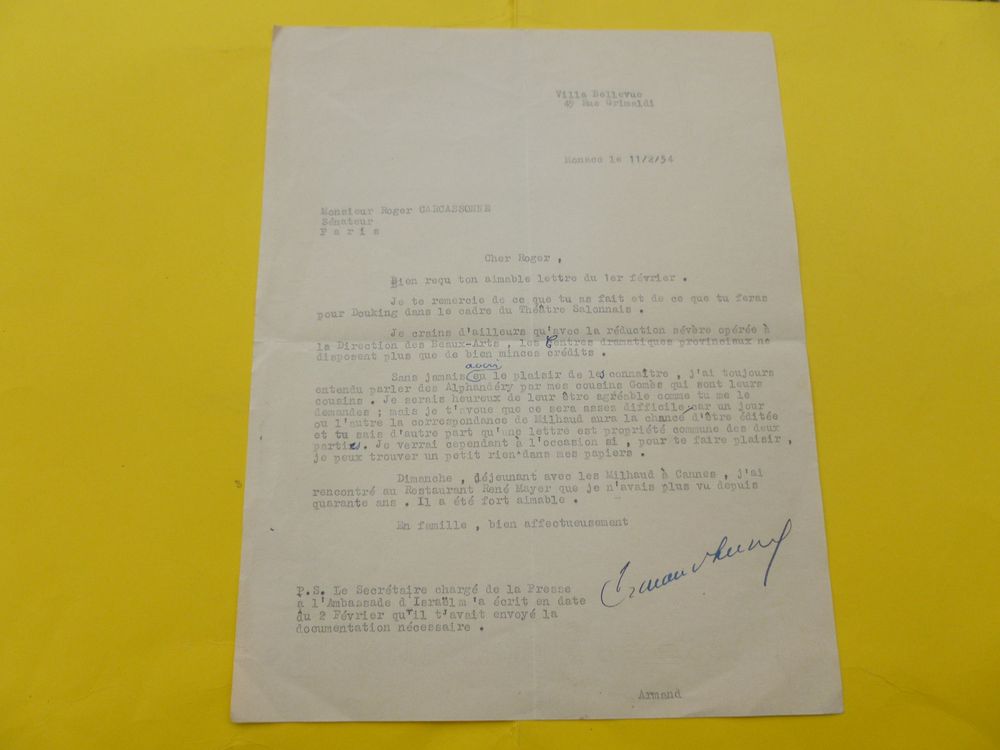 Villa Bellevue
45 Rue Grimaldi
Monaco le 11/2/54
Monsieur Roger CARCASSONNE
Sénateur
P a r i s
Cher Roger ,
Bien reçu ton aimable lettre du 1er février .
Je te remercie de ce que tu as fait et de ce que tu feras
pour Douking dans le cadre du Théâtre Salonnais .
Je crains d'ailleurs qu'avec la réduction sévère opérée à
la Direction des Beaux-Arts , les Centres dramatiques provinciaux ne
disposent plus que de bien minces crédits .
avoir
Sans jamais eu le plaisir de les connaître , j'ai toujours
entendu parler des Alphandéry par mes cousins Gomès qui sont leurs
cousins . Je serais heureux de leur être agréable comme tu me le
demandes ; mais je t'avoue que ce sera assez difficile car un jour
ou l'autre la correspondance de Milhaud aura la chance d'être éditée
et tu sais d'autre part qu'une lettre est propriété commune des deux
parties. Je verrai cependant à l'occasion si , pour te faire plaisir ,
je peux trouver un petit rien dans mes papiers .
Dimanche , déjeunant avec les Milhaud à Cannes , j'ai
rencontré au Restaurant René Mayer que je n'avais plus vu depuis
quarante ans . Il a été fort aimable .
En famille , bien affectueusement
P.S. Le Secrétaire chargé de la Presse
à l'Ambassade d'Israëlm 'a écrit en date
du 2 Février qu'il t'avait envoyé la
documentation nécessaire .
Armand